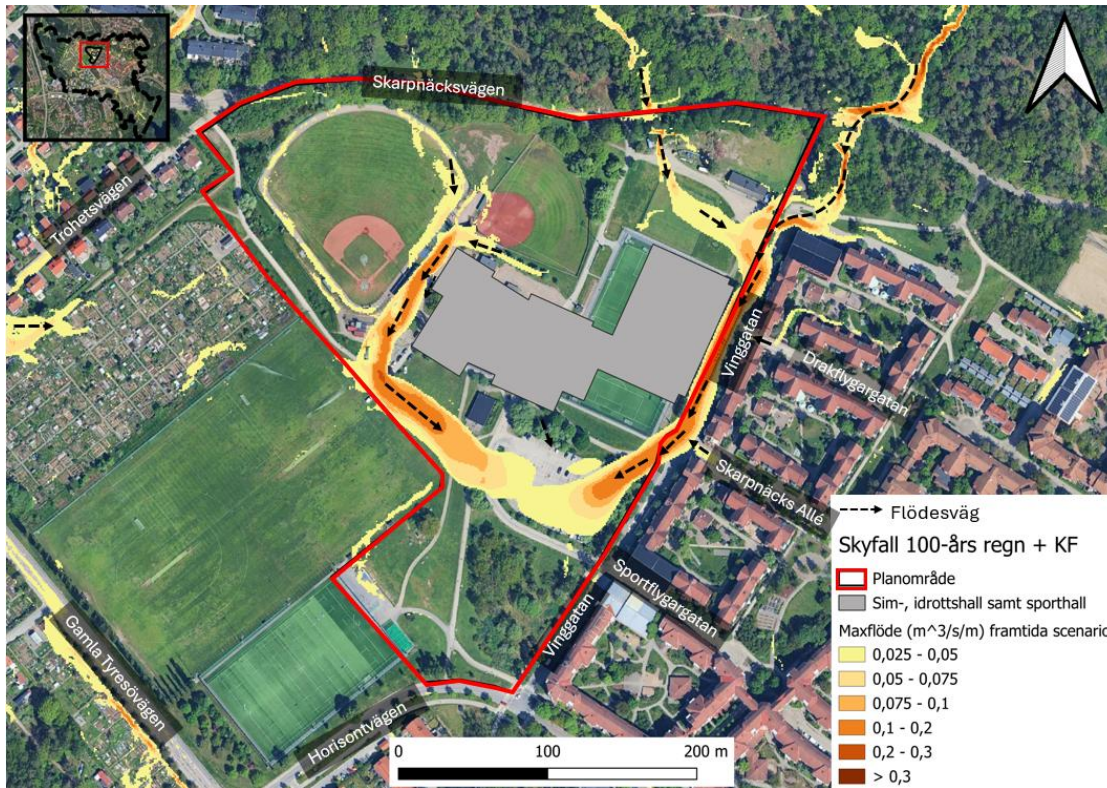 Skarpnäcksvägen
Trohetsvägen
Vinggatan
Drakflygargatan
Skarpnäcks Allé
Sportflygargatan
Vinggatan
Gamla Tyresövägen
Horisontvägen
0 100 200 m
Flödesväg
Skyfall 100-års regn + KF
Planområde
Sim-, idrottshall samt sporthall
Maxflöde (m^3/s/m) framtida scenario
0,025 - 0,05
0,05 - 0,075
0,075 - 0,1
0,1 - 0,2
0,2 - 0,3
> 0,3